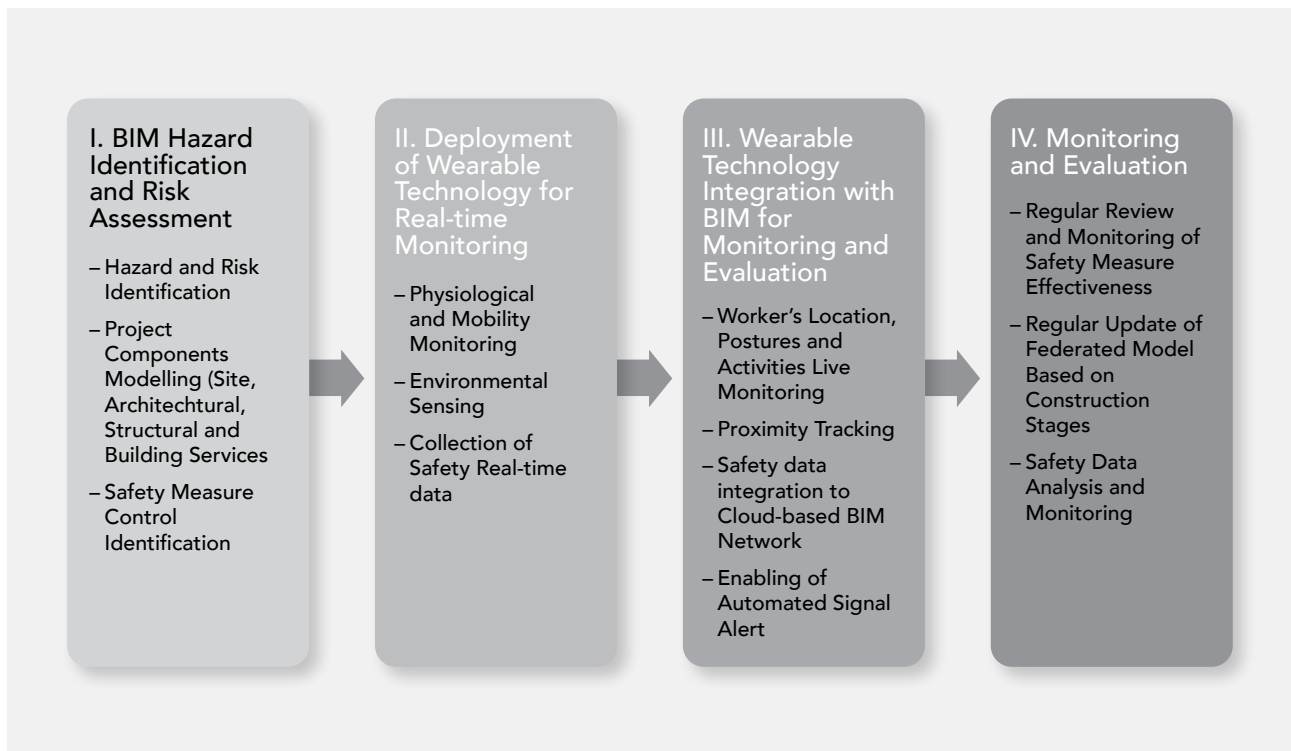 I. BIM Hazard
Identification
and Risk
Assessment
– Hazard and Risk
Identification
– Project
Components
Modelling (Site,
Architechtural,
Structural and
Building Services
– Safety Measure
Control
Identification
II. Deployment
of Wearable
Technology for
Real-time
Monitoring
– Physiological
and Mobility
Monitoring
– Environmental
Sensing
– Collection of
Safety Real-time
data
III. Wearable
Technology
Integration with
BIM for
Monitoring and
Evaluation
– Worker’s Location,
Postures and
Activities Live
Monitoring
– Proximity Tracking
– Safety data
integration to
Cloud-based BIM
Network
– Enabling of
Automated Signal
Alert
IV. Monitoring
and Evaluation
– Regular Review
and Monitoring of
Safety Measure
Effectiveness
– Regular Update of
Federated Model
Based on
Construction
Stages
– Safety Data
Analysis and
Monitoring